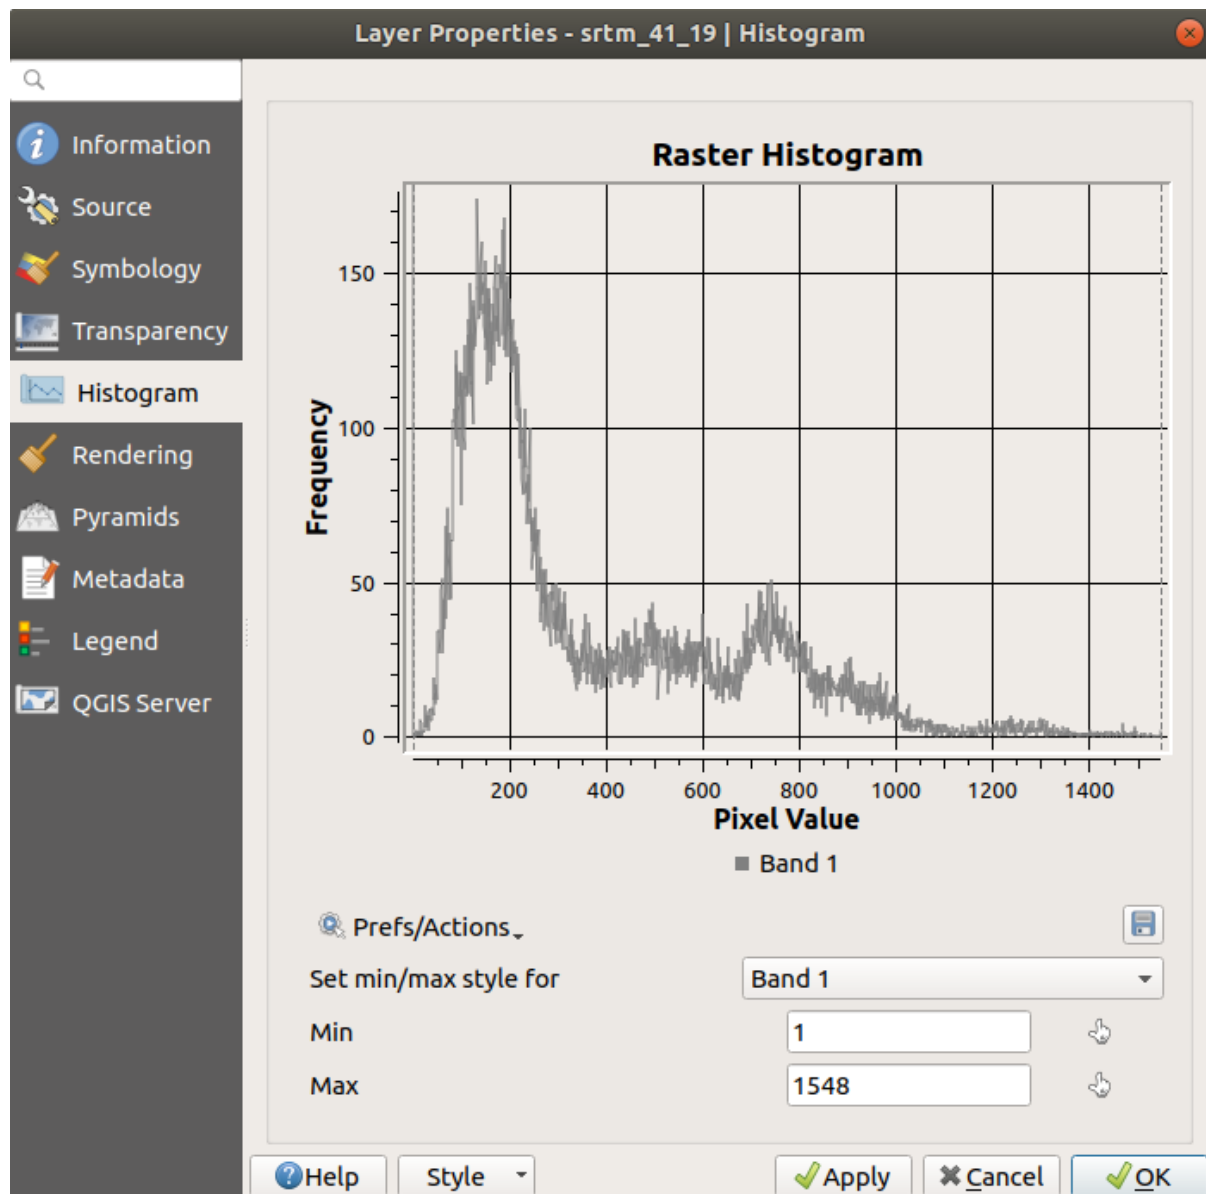 Layer Properties - srtm_41_19 | Histogram
Information
Source
Symbology
Transparency
Histogram
Rendering
Pyramids
Metadata
Legend
QGIS Server
Raster Histogram
Frequency
150
100
50
0
200 400 600 800 1000 1200 1400
Pixel Value
Band 1
Prefs/Actions
Set min/max style for Band 1
Min 1
Max 1548
Help Style Apply Cancel OK